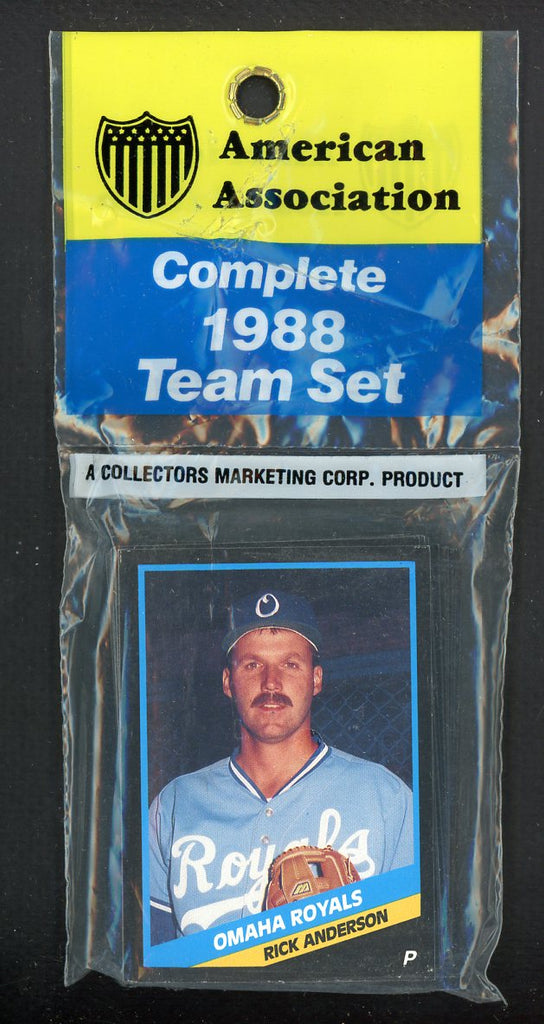 American
Association
Complete
1988
Team Set
A COLLECTORS MARKETING CORP. PRODUCT
O
Royals
OMAHA ROYALS
RICK ANDERSON
P